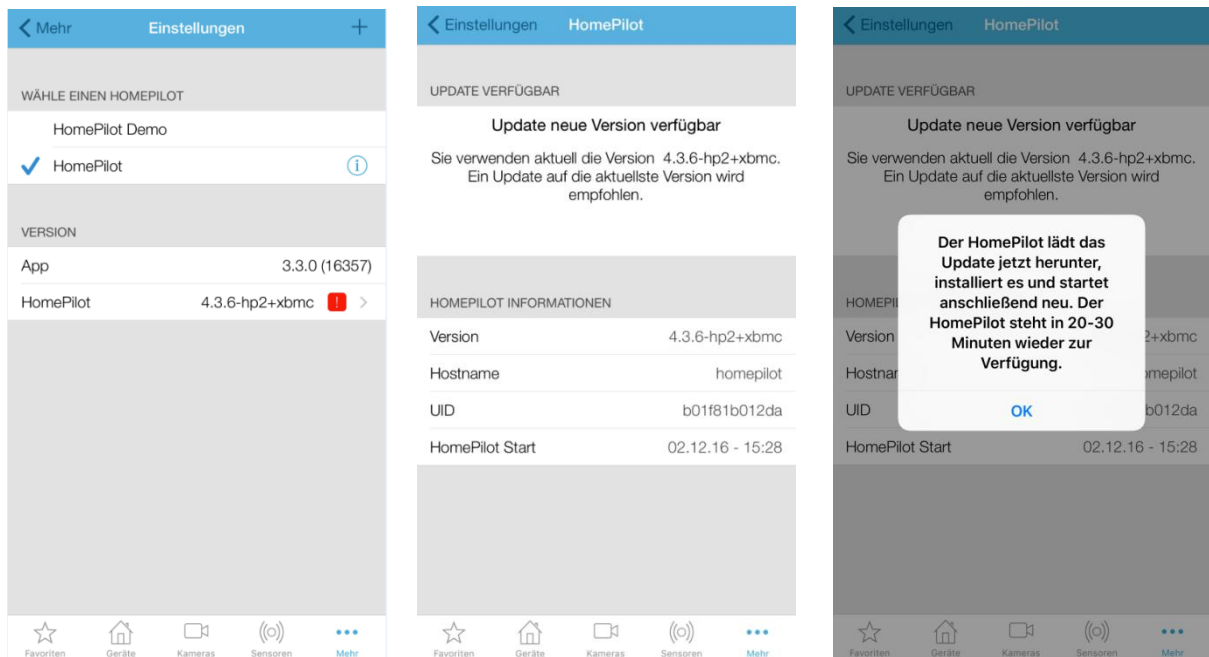 Mehr Einstellungen +
WÄHLE EINEN HOMEPILOT
HomePilot Demo
HomePilot
VERSION
App 3.3.0 (16357)
HomePilot 4.3.6-hp2+xbmc !
Favoriten Geräte Kameras Sensoren Mehr
Einstellungen HomePilot
UPDATE VERFÜGBAR
Update neue Version verfügbar
Sie verwenden aktuell die Version 4.3.6-hp2+xbmc.
Ein Update auf die aktuellste Version wird
empfohlen.
HOMEPILOT INFORMATIONEN
Version 4.3.6-hp2+xbmc
Hostname homepilot
UID b01f81b012da
HomePilot Start 02.12.16 - 15:28
Favoriten Geräte Kameras Sensoren Mehr
Einstellungen HomePilot
UPDATE VERFÜGBAR
Update neue Version verfügbar
Sie verwenden aktuell die Version 4.3.6-hp2+xbmc.
Ein Update auf die aktuellste Version wird
empfohlen.
Der HomePilot lädt das
Update jetzt herunter,
installiert es und startet
anschließend neu. Der
HomePilot steht in 20-30
Minuten wieder zur
Verfügung.
OK
Version
UID
HomePilot Start 02.12.16 - 15:28
Favoriten Geräte Kameras Sensoren Mehr